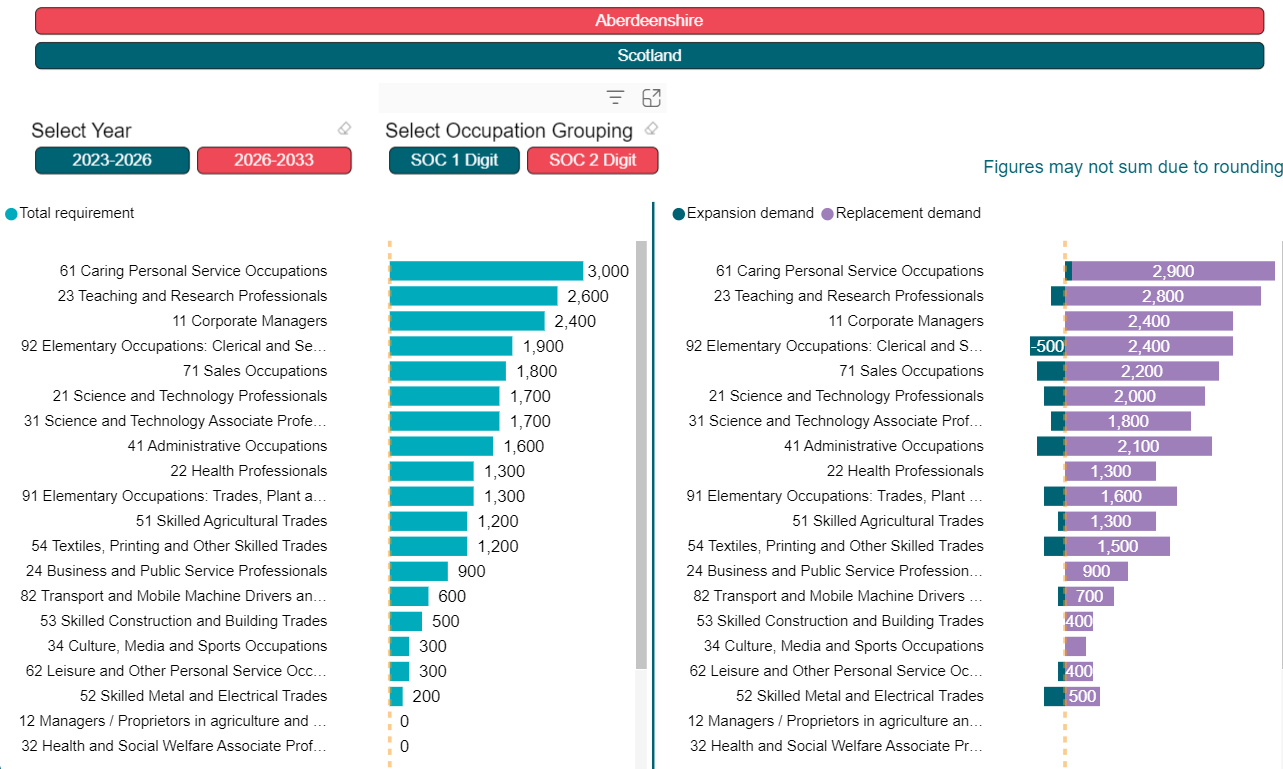 Aberdeenshire
Scotland
Select Year
2023-2026 2026-2033
Select Occupation Grouping
SOC 1 Digit SOC 2 Digit
Figures may not sum due to rounding
Total requirement
61 Caring Personal Service Occupations 3,000
23 Teaching and Research Professionals 2,600
11 Corporate Managers 2,400
92 Elementary Occupations: Clerical and Se... 1,900
71 Sales Occupations 1,800
21 Science and Technology Professionals 1,700
31 Science and Technology Associate Profe... 1,700
41 Administrative Occupations 1,600
22 Health Professionals 1,300
91 Elementary Occupations: Trades, Plant a... 1,300
51 Skilled Agricultural Trades 1,200
54 Textiles, Printing and Other Skilled Trades 1,200
24 Business and Public Service Professionals 900
82 Transport and Mobile Machine Drivers an... 600
53 Skilled Construction and Building Trades 500
34 Culture, Media and Sports Occupations 300
62 Leisure and Other Personal Service Occ... 300
52 Skilled Metal and Electrical Trades 200
12 Managers / Proprietors in agriculture and ... 0
32 Health and Social Welfare Associate Prof... 0
Expansion demand Replacement demand
61 Caring Personal Service Occupations 2,900
23 Teaching and Research Professionals 2,800
11 Corporate Managers 2,400
92 Elementary Occupations: Clerical and S... -500 2,400
71 Sales Occupations 2,200
21 Science and Technology Professionals 2,000
31 Science and Technology Associate Prof... 1,800
41 Administrative Occupations 2,100
22 Health Professionals 1,300
91 Elementary Occupations: Trades, Plant ... 1,600
51 Skilled Agricultural Trades 1,300
54 Textiles, Printing and Other Skilled Trades 1,500
24 Business and Public Service Profession... 900
82 Transport and Mobile Machine Drivers ... 700
53 Skilled Construction and Building Trades 400
34 Culture, Media and Sports Occupations
62 Leisure and Other Personal Service Oc... 400
52 Skilled Metal and Electrical Trades 500
12 Managers / Proprietors in agriculture an...
32 Health and Social Welfare Associate Pr...